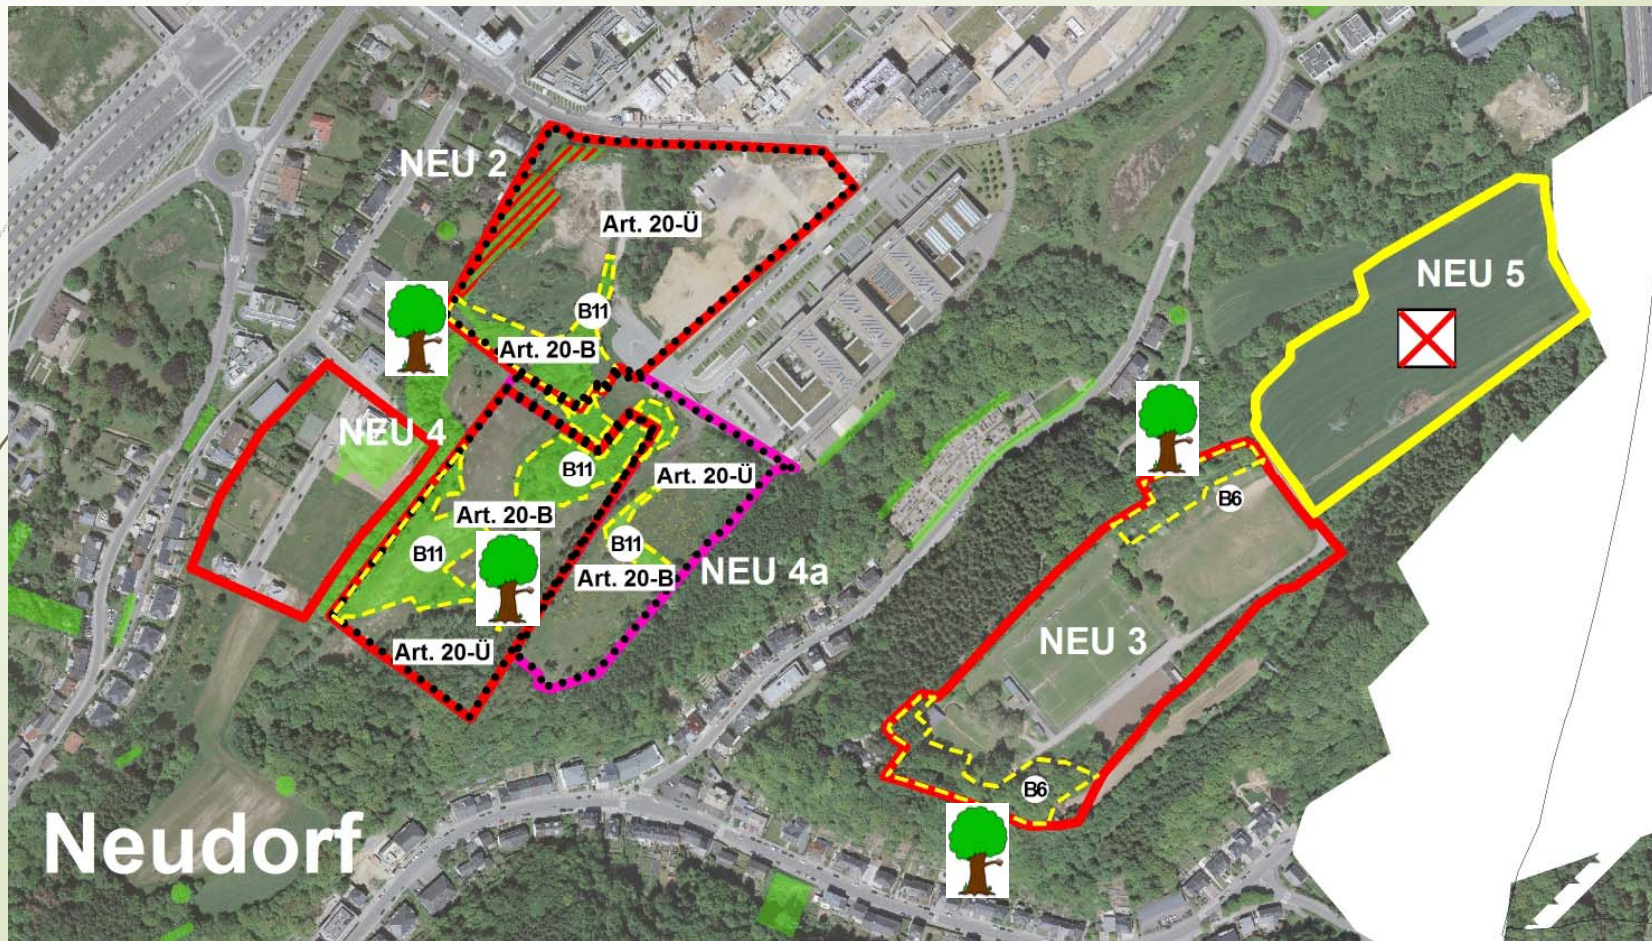 NEU 2
Art. 20-Ü
NEU 5
B11
Art. 20-B
NEU 4
B11
Art. 20-Ü
B6
Art. 20-B
B11
B11
Art. 20-B
NEU 4a
NEU 3
Art. 20-Ü
B6
Neudorf